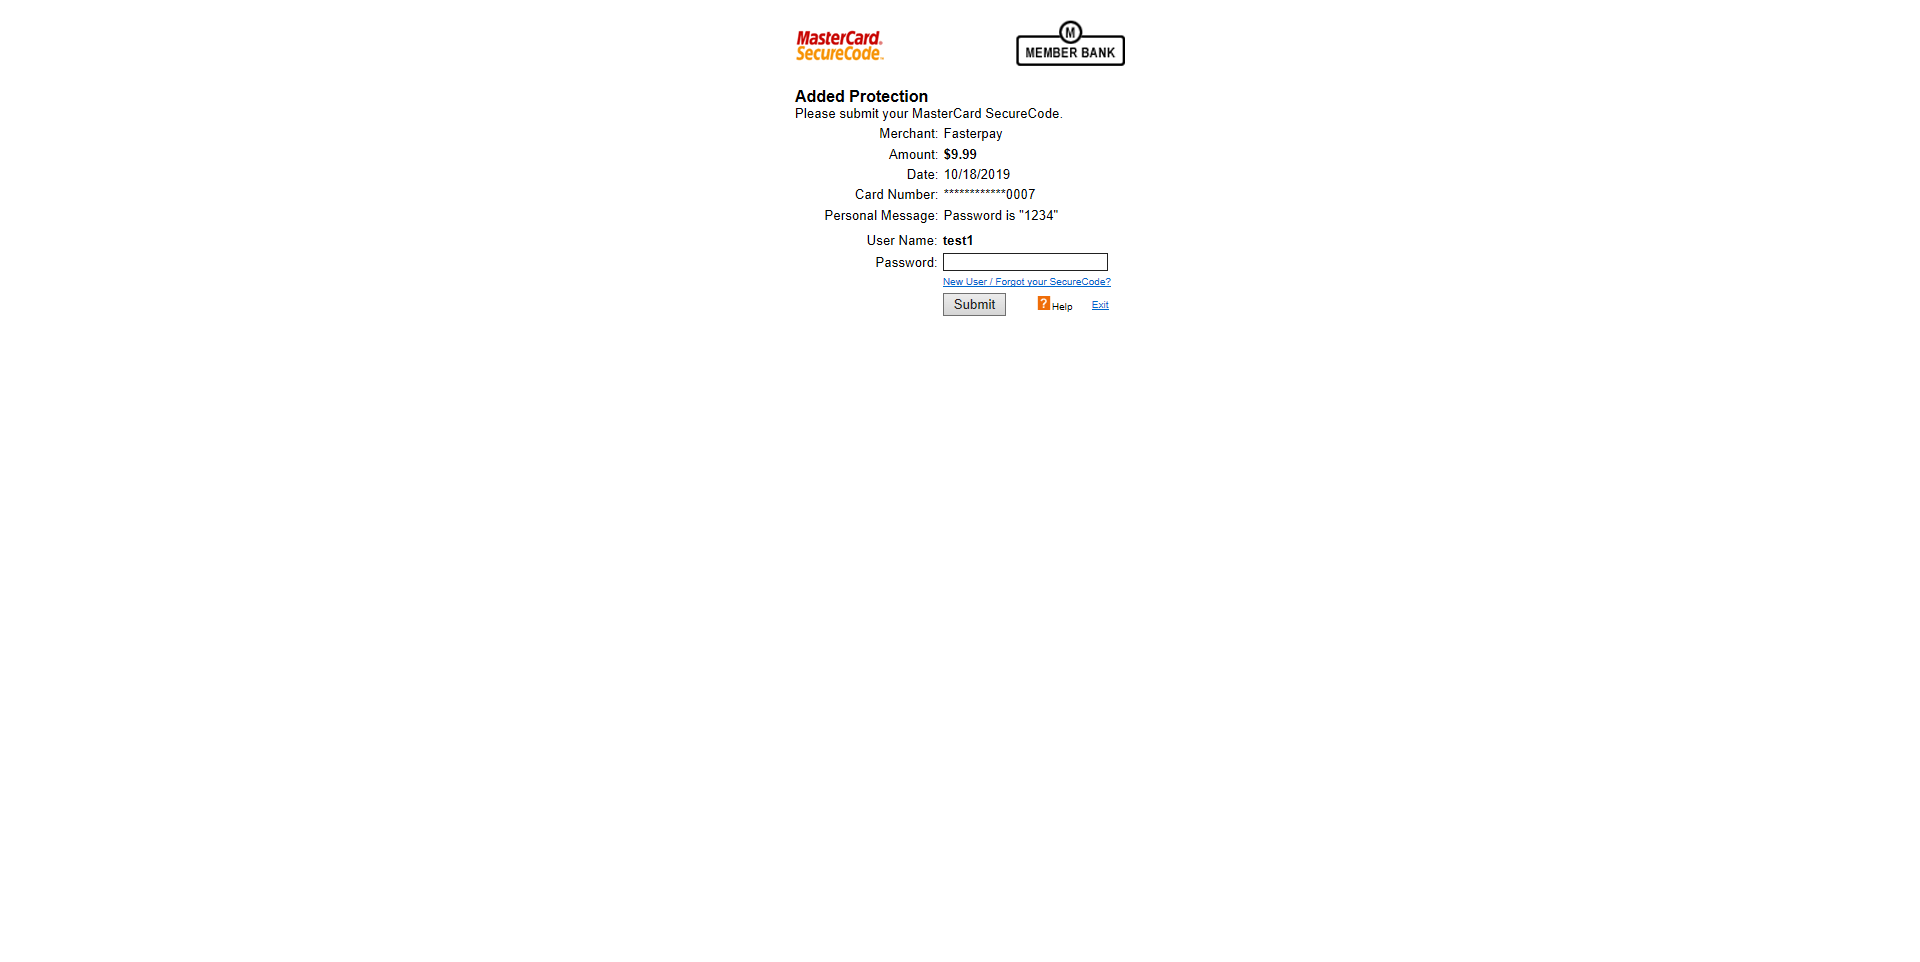 MasterCard
SecureCode
M
MEMBER BANK
Added Protection
Please submit your MasterCard SecureCode.
Merchant: Fasterpay
Amount: $9.99
Date: 10/18/2019
Card Number: ************0007
Personal Message: Password is "1234"
User Name: test1
Password:
New User / Forgot your SecureCode?
Submit ? Help Exit